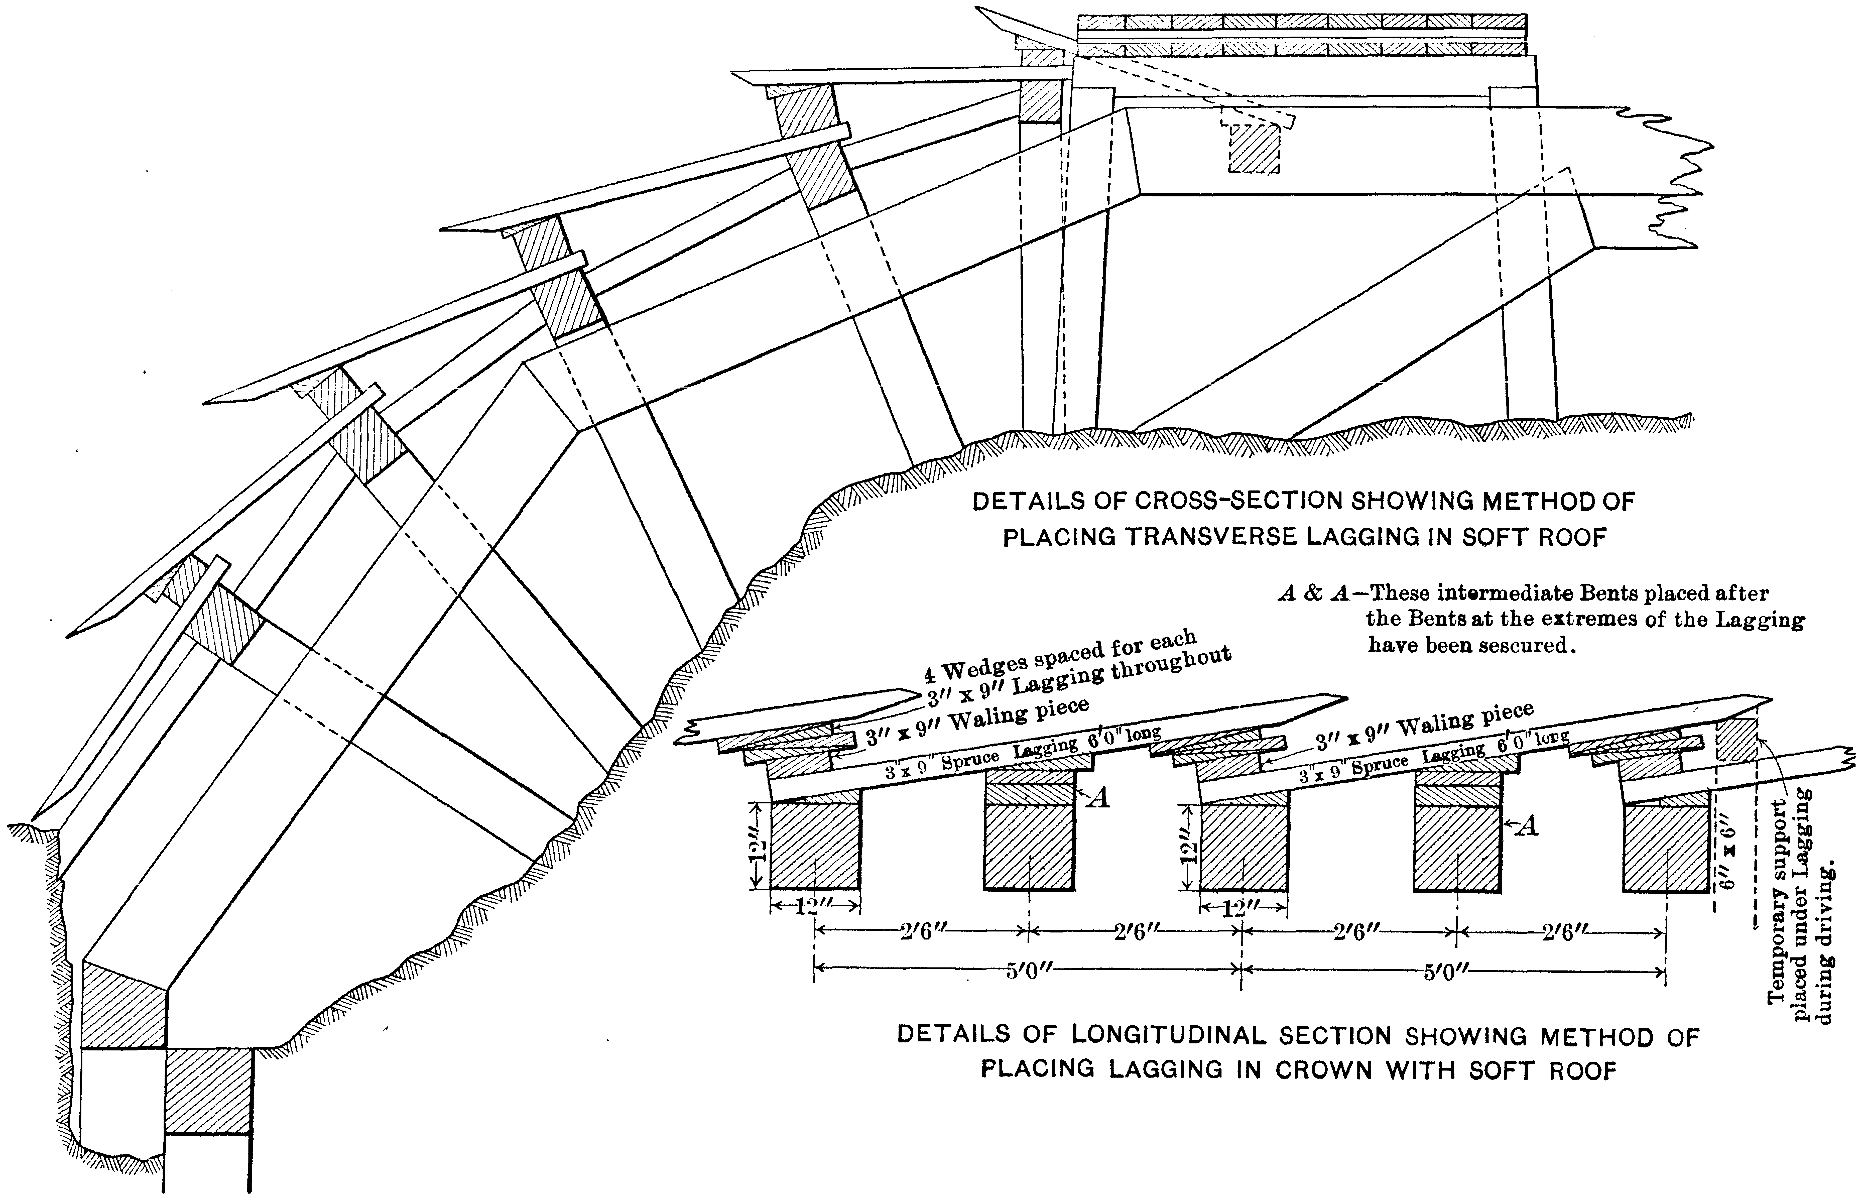 DETAILS OF CROSS-SECTION SHOWING METHOD OF
PLACING TRANSVERSE LAGGING IN SOFT ROOF
A & A—These intermediate Bents placed after
the Bents at the extremes of the Lagging
have been sescured.
4 Wedges spaced for each
3″ x 9″ Lagging throughout
3″ x 9″ Waling piece
3″ x 9″ Waling piece
3″ x 9″ Spruce Lagging 6′0″ long
3″ x 9″ Spruce Lagging 6′0″ long
A
A
12″
12″
12″
12″
6″ x 6″
Temporary support
placed under Lagging
during driving.
2′6″ 2′6″ 2′6″ 2′6″
5′0″ 5′0″
DETAILS OF LONGITUDINAL SECTION SHOWING METHOD OF
PLACING LAGGING IN CROWN WITH SOFT ROOF